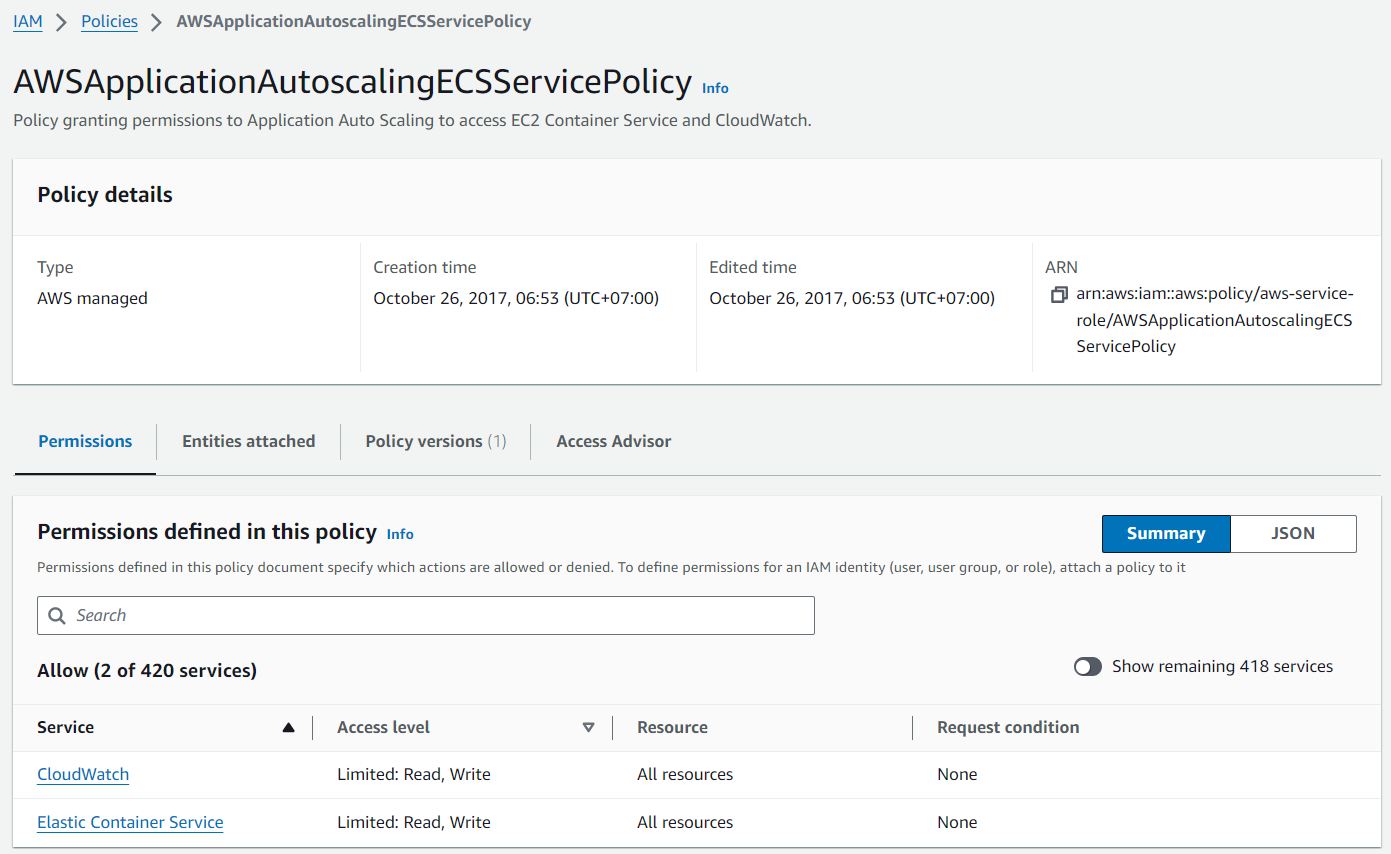 IAM > Policies > AWSApplicationAutoscalingECSServicePolicy
AWSApplicationAutoscalingECSServicePolicy Info
Policy granting permissions to Application Auto Scaling to access EC2 Container Service and CloudWatch.
Policy details
Type
AWS managed
Creation time
October 26, 2017, 06:53 (UTC+07:00)
Edited time
October 26, 2017, 06:53 (UTC+07:00)
ARN
arn:aws:iam::aws:policy/aws-service-
role/AWSApplicationAutoscalingECS
ServicePolicy
Permissions Entities attached Policy versions (1) Access Advisor
Permissions defined in this policy Info
Summary JSON
Permissions defined in this policy document specify which actions are allowed or denied. To define permissions for an IAM identity (user, user group, or role), attach a policy to it
Search
Allow (2 of 420 services)
Show remaining 418 services
Service Access level Resource Request condition
CloudWatch Limited: Read, Write All resources None
Elastic Container Service Limited: Read, Write All resources None